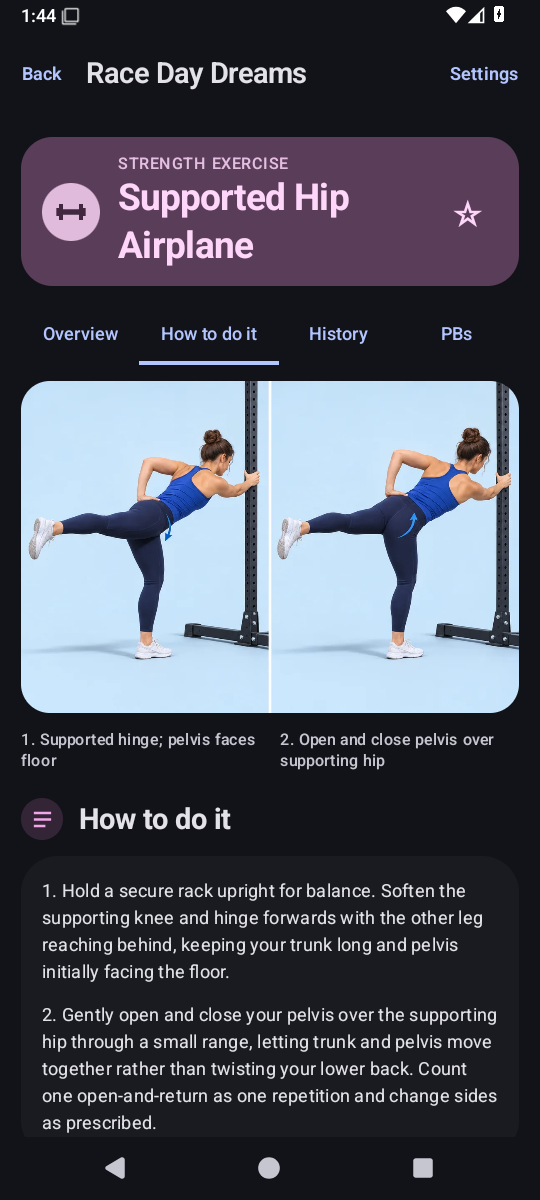 1:44
Back
Race Day Dreams
Settings
STRENGTH EXERCISE
Supported Hip
Airplane
Overview
How to do it
History
PBs
1. Supported hinge; pelvis faces
floor
2. Open and close pelvis over
supporting hip
How to do it
1. Hold a secure rack upright for balance. Soften the
supporting knee and hinge forwards with the other leg
reaching behind, keeping your trunk long and pelvis
initially facing the floor.
2. Gently open and close your pelvis over the supporting
hip through a small range, letting trunk and pelvis move
together rather than twisting your lower back. Count
one open-and-return as one repetition and change sides
as prescribed.